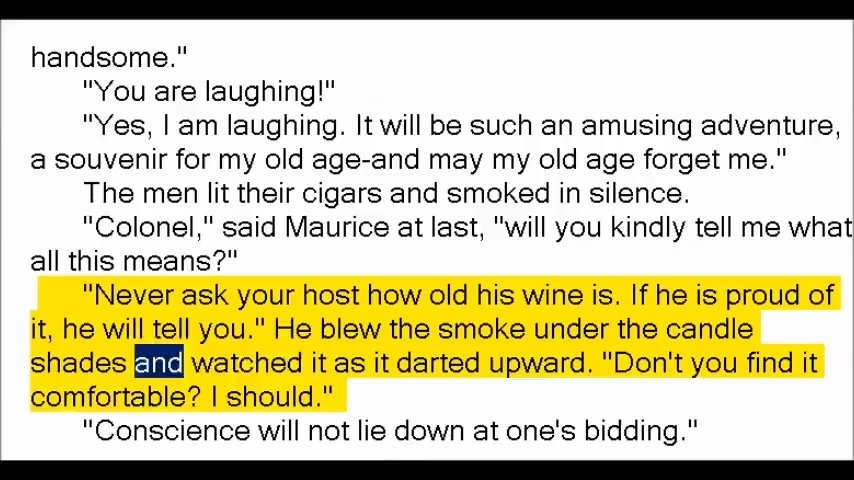 handsome."
"You are laughing!"
"Yes, I am laughing. It will be such an amusing adventure,
a souvenir for my old age-and may my old age forget me."
The men lit their cigars and smoked in silence.
"Colonel," said Maurice at last, "will you kindly tell me what
all this means?"
"Never ask your host how old his wine is. If he is proud of
it, he will tell you." He blew the smoke under the candle
shades and watched it as it darted upward. "Don't you find it
comfortable? I should."
"Conscience will not lie down at one's bidding."